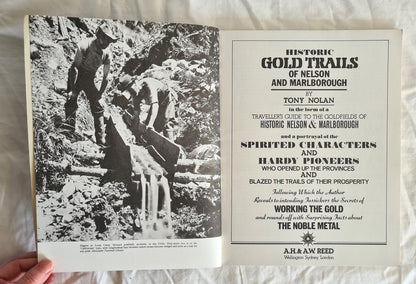 HISTORIC
GOLD TRAILS
OF NELSON
AND MARLBOROUGH
BY
TONY NOLAN
in the form of a
TRAVELLER'S GUIDE TO THE GOLDFIELDS OF
HISTORIC NELSON & MARLBOROUGH
and a portrayal of the
SPIRITED CHARACTERS
AND
HARDY PIONEERS
WHO OPENED UP THE PROVINCES
AND
BLAZED THE TRAILS OF THEIR PROSPERITY
Following Which the Author
Reveals to intending Enrichers the Secrets of
WORKING THE GOLD
and rounds off with Surprising Facts about
THE NOBLE METAL
A.H. & A.W. REED
Wellington Sydney London